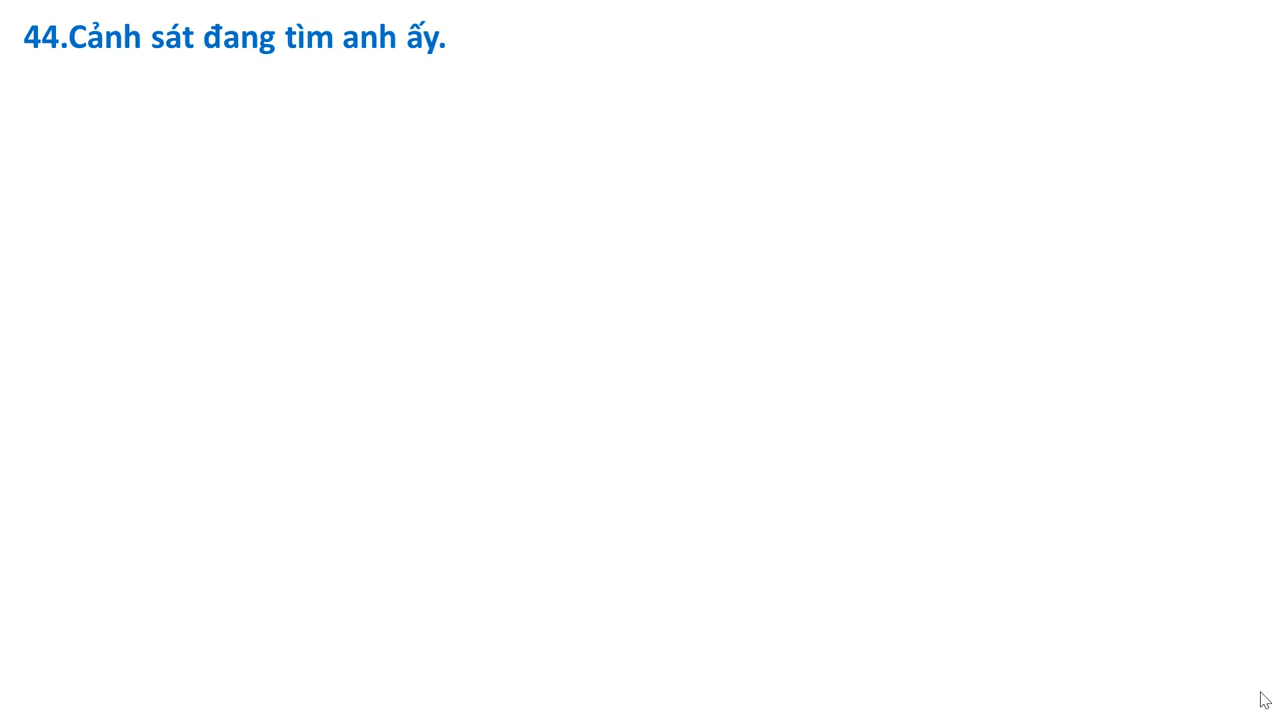 44.Cảnh sát đang tìm anh ấy.